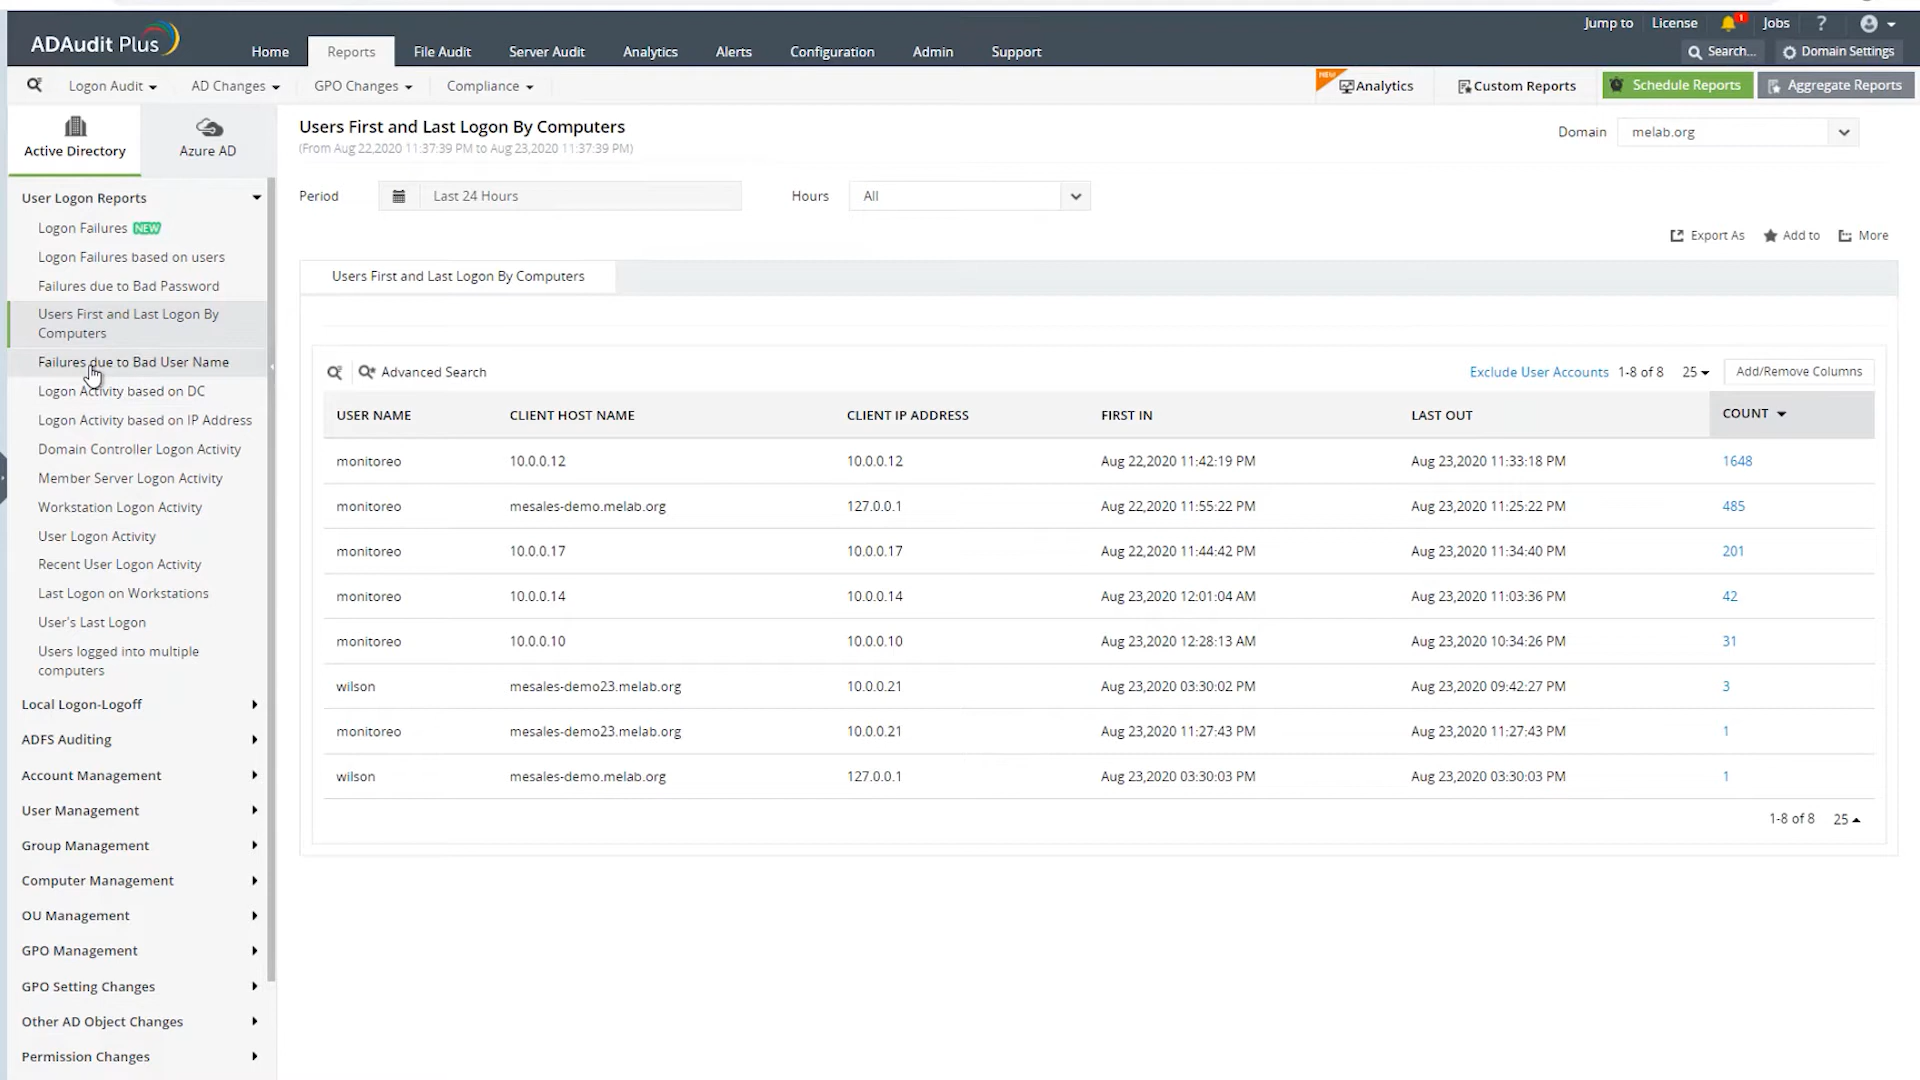 Jump to License 1 Jobs ?
ADAudit Plus Home Reports File Audit Server Audit Analytics Alerts Configuration Admin Support Search... Domain Settings
Logon Audit AD Changes GPO Changes Compliance NEW Analytics Custom Reports Schedule Reports Aggregate Reports
Active Directory Azure AD
User Logon Reports
Logon Failures NEW
Logon Failures based on users
Failures due to Bad Password
Users First and Last Logon By
Computers
Failures due to Bad User Name
Logon Activity based on DC
Logon Activity based on IP Address
Domain Controller Logon Activity
Member Server Logon Activity
Workstation Logon Activity
User Logon Activity
Recent User Logon Activity
Last Logon on Workstations
User's Last Logon
Users logged into multiple
computers
Local Logon-Logoff
ADFS Auditing
Account Management
User Management
Group Management
Computer Management
OU Management
GPO Management
GPO Setting Changes
Other AD Object Changes
Permission Changes
Users First and Last Logon By Computers
(From Aug 22,2020 11:37:39 PM to Aug 23,2020 11:37:39 PM)
Domain melab.org
Period Last 24 Hours Hours All
Export As Add to More
Users First and Last Logon By Computers
Advanced Search Exclude User Accounts 1-8 of 8 25 Add/Remove Columns
USER NAME CLIENT HOST NAME CLIENT IP ADDRESS FIRST IN LAST OUT COUNT
monitoreo 10.0.0.12 10.0.0.12 Aug 22,2020 11:42:19 PM Aug 23,2020 11:33:18 PM 1648
monitoreo mesales-demo.melab.org 127.0.0.1 Aug 22,2020 11:55:22 PM Aug 23,2020 11:25:22 PM 485
monitoreo 10.0.0.17 10.0.0.17 Aug 22,2020 11:44:42 PM Aug 23,2020 11:34:40 PM 201
monitoreo 10.0.0.14 10.0.0.14 Aug 23,2020 12:01:04 AM Aug 23,2020 11:03:36 PM 42
monitoreo 10.0.0.10 10.0.0.10 Aug 23,2020 12:28:13 AM Aug 23,2020 10:34:26 PM 31
wilson mesales-demo23.melab.org 10.0.0.21 Aug 23,2020 03:30:02 PM Aug 23,2020 09:42:27 PM 3
monitoreo mesales-demo23.melab.org 10.0.0.21 Aug 23,2020 11:27:43 PM Aug 23,2020 11:27:43 PM 1
wilson mesales-demo.melab.org 127.0.0.1 Aug 23,2020 03:30:03 PM Aug 23,2020 03:30:03 PM 1
1-8 of 8 25